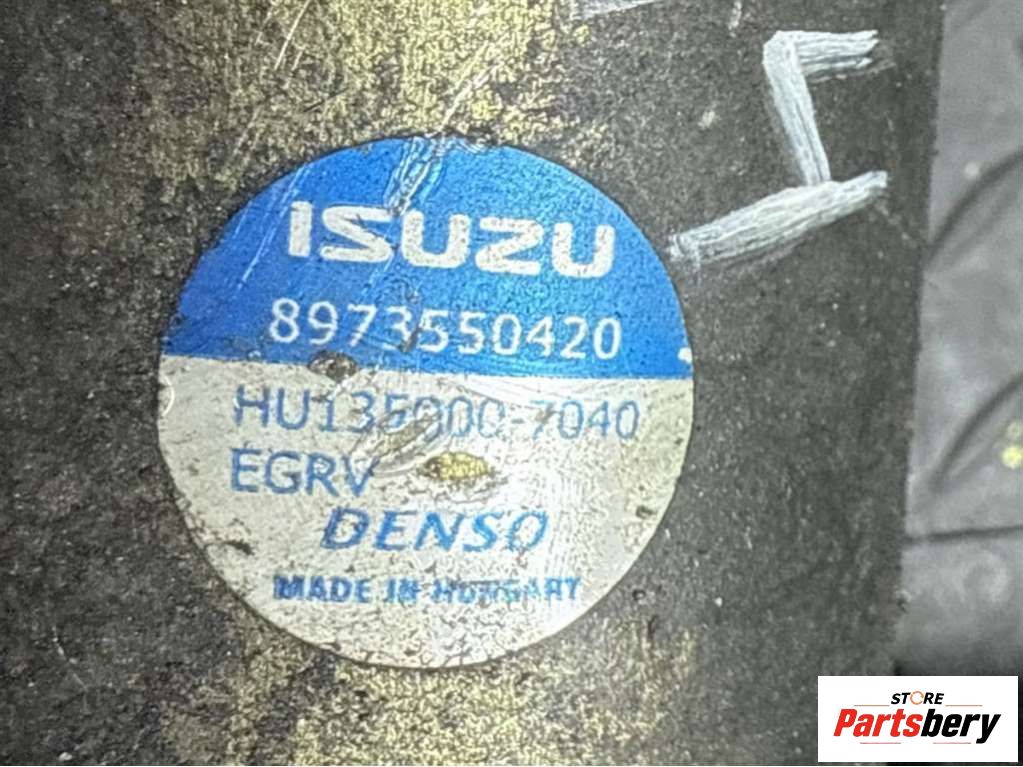 ISUZU
8973550420
HU135000-7040
EGRV
DENSO
MADE IN HUNGARY
STORE
Partsbery